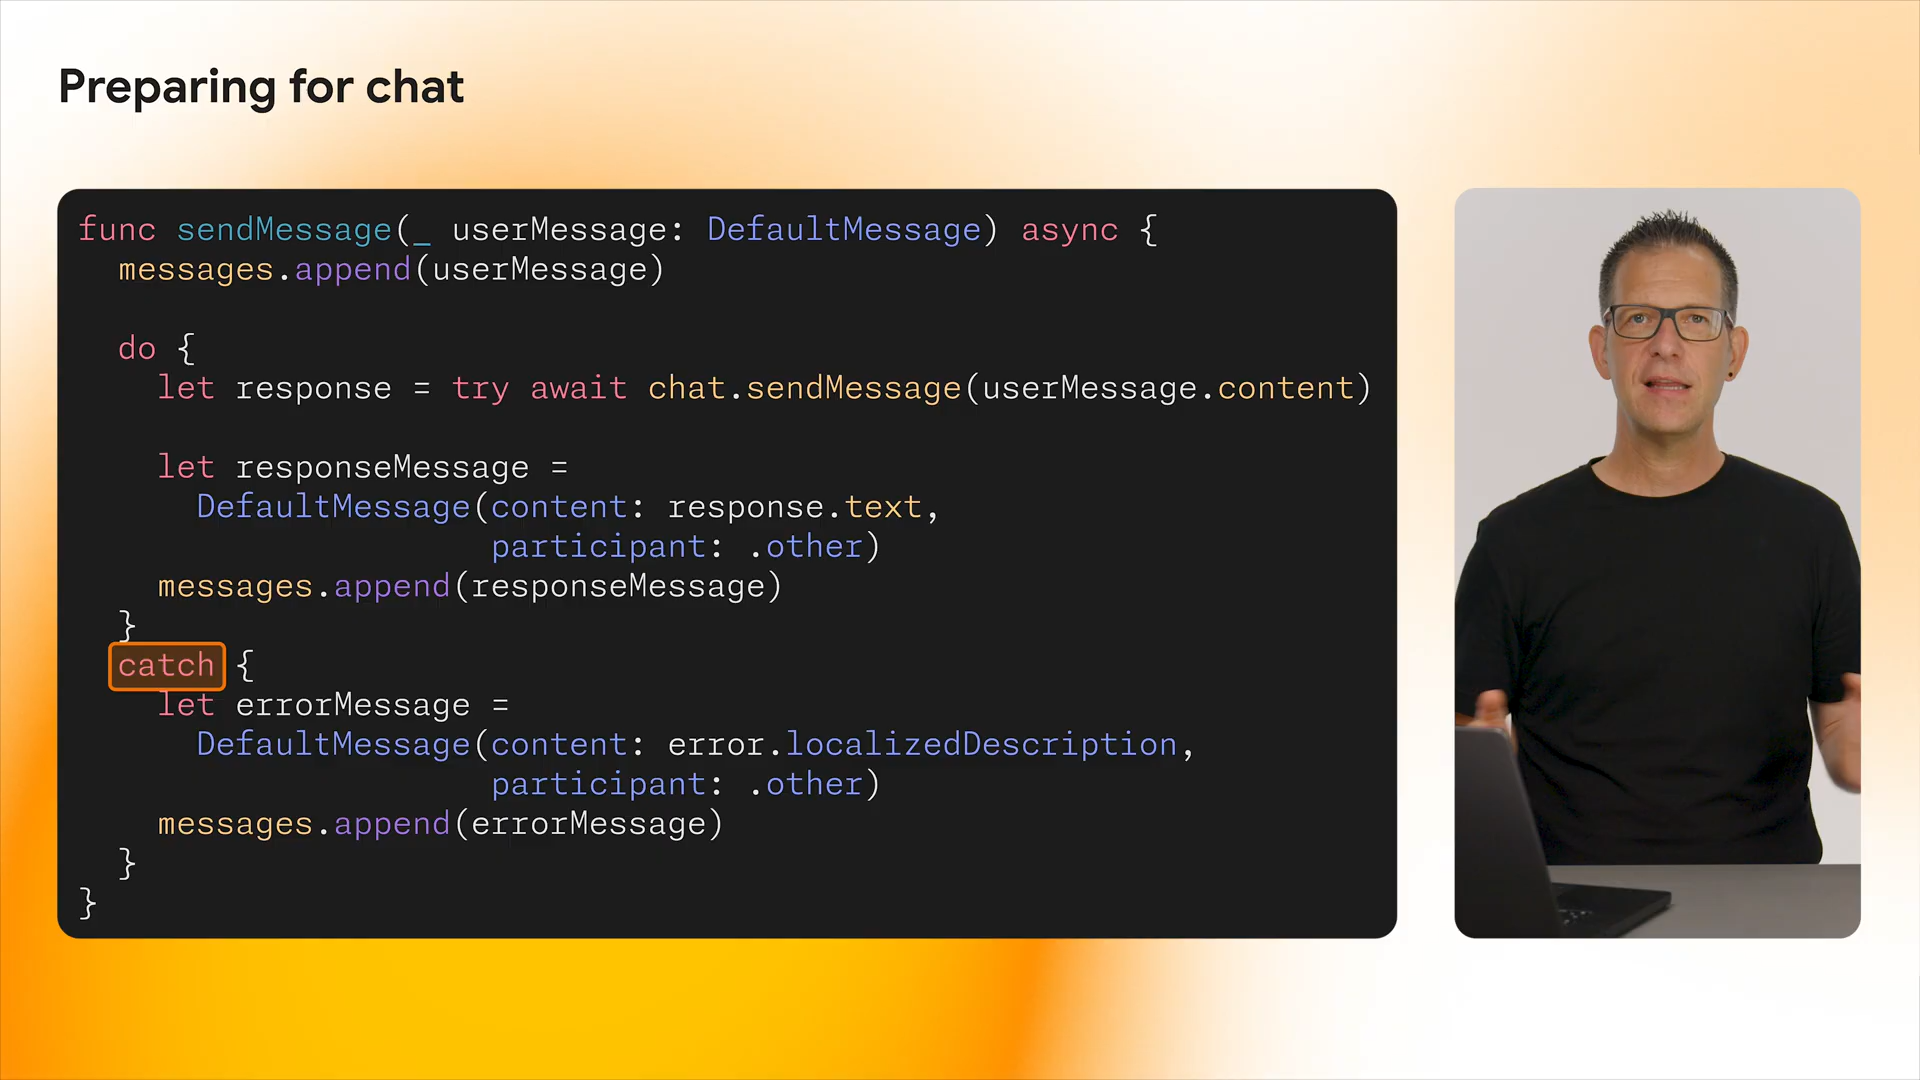 Preparing for chat
func sendMessage(_ userMessage: DefaultMessage) async {
  messages.append(userMessage)

  do {
    let response = try await chat.sendMessage(userMessage.content)

    let responseMessage =
      DefaultMessage(content: response.text,
                     participant: .other)
    messages.append(responseMessage)
  }
  catch {
    let errorMessage =
      DefaultMessage(content: error.localizedDescription,
                     participant: .other)
    messages.append(errorMessage)
  }
}